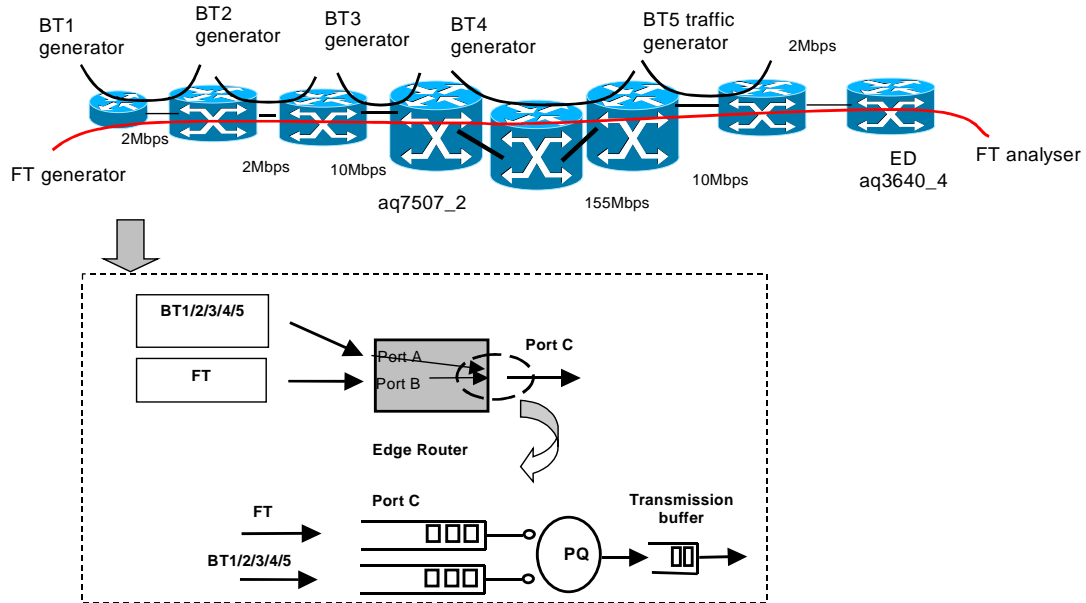 BT1
generator
BT2
generator
BT3
generator
BT4
generator
BT5 traffic
generator
2Mbps
2Mbps
2Mbps
10Mbps
155Mbps
10Mbps
FT generator
aq7507_2
ED
aq3640_4
FT analyser
BT1/2/3/4/5
FT
Port A
Port B
Port C
Edge Router
Port C
FT
BT1/2/3/4/5
PQ
Transmission
buffer